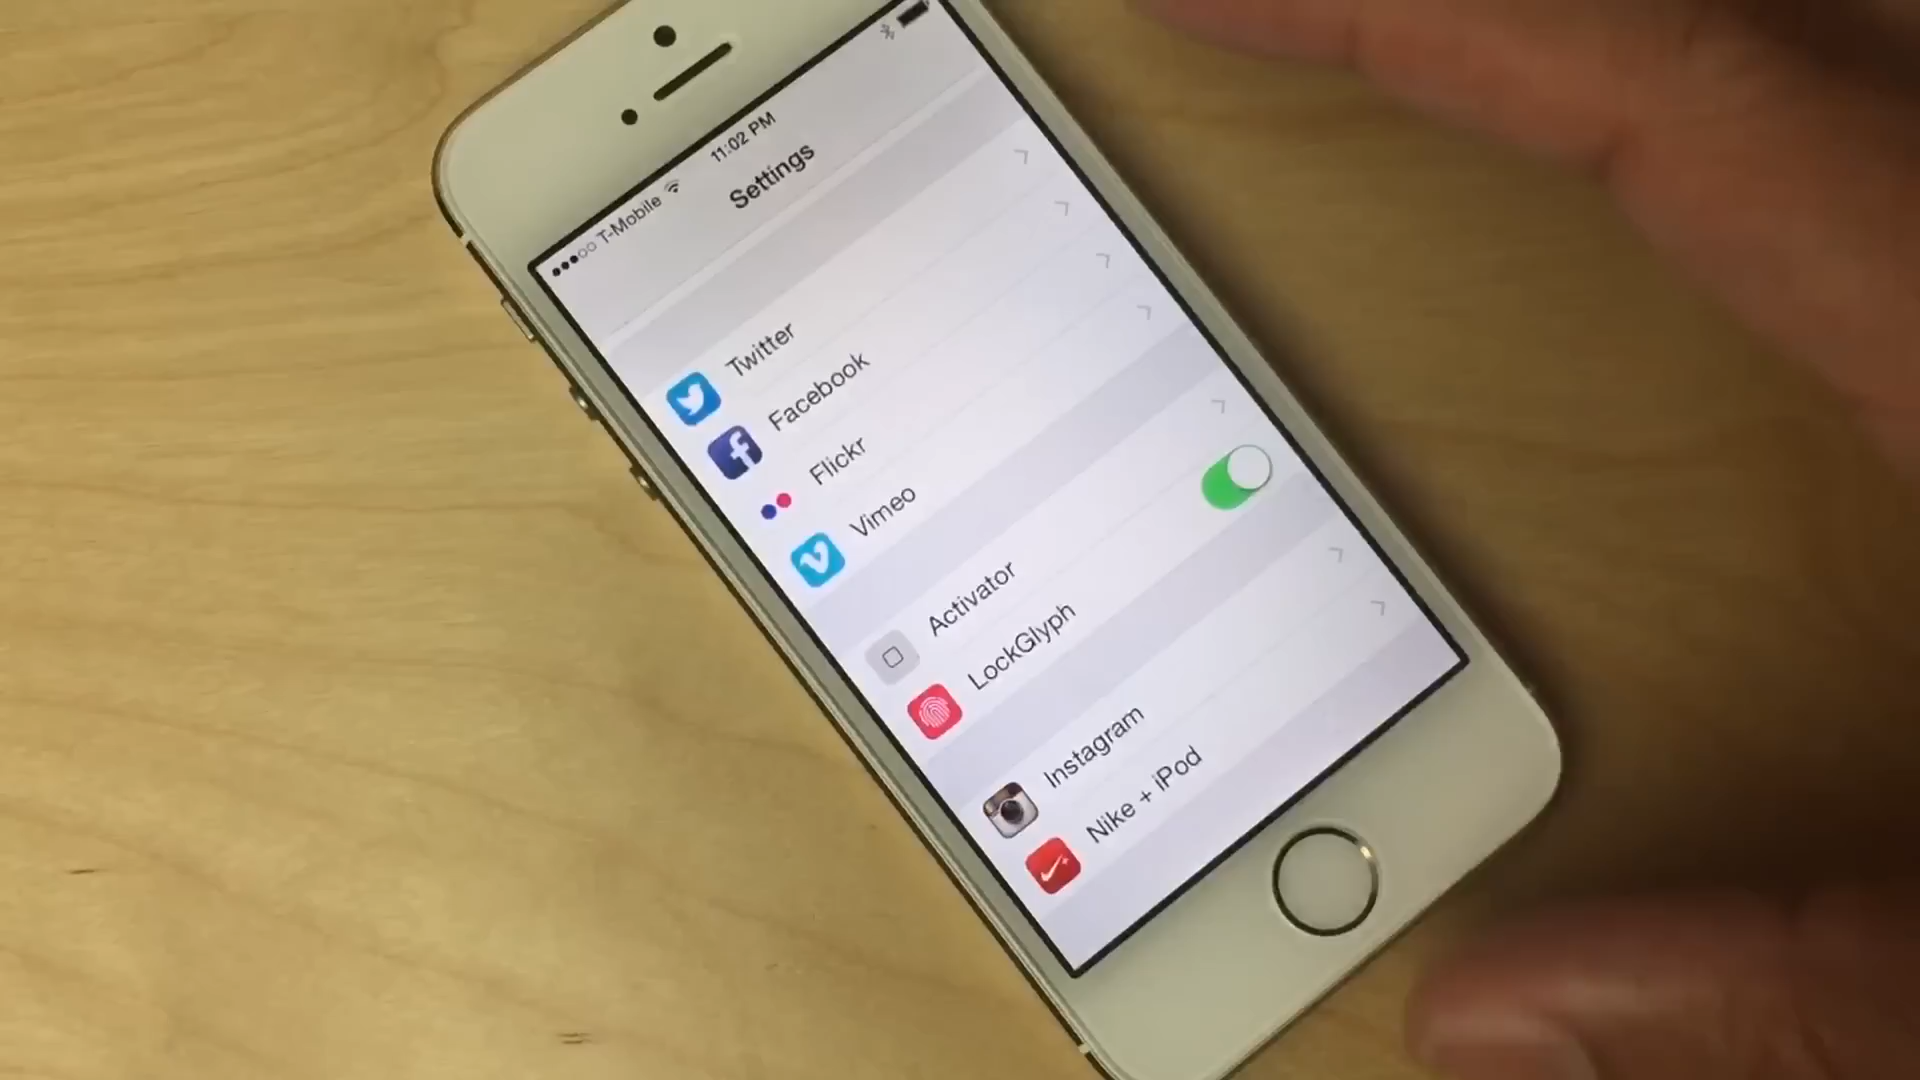 T-Mobile 11:02 PM
Settings
Twitter
Facebook
Flickr
Vimeo
Activator
LockGlyph
Instagram
Nike + iPod